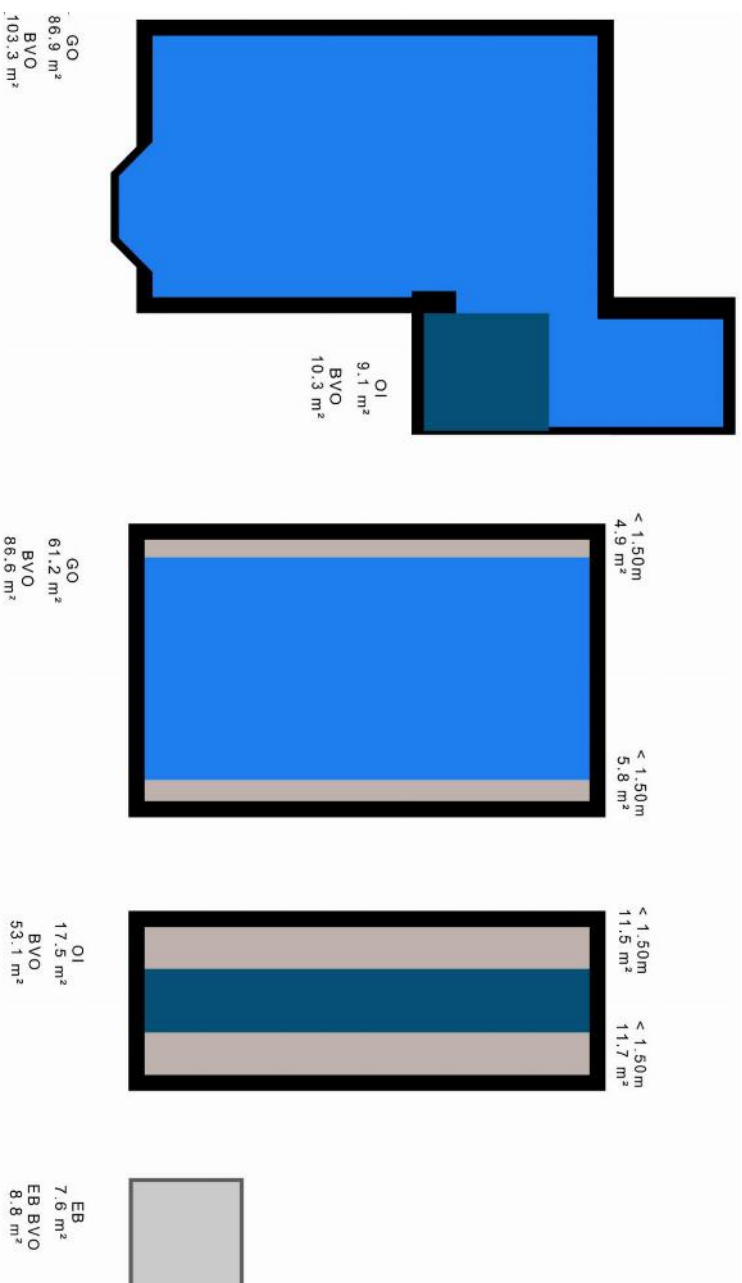 GO
86.9 m²
BVO
103.3 m²
OI
9.1 m²
BVO
10.3 m²
< 1.50m
4.9 m²
< 1.50m
5.8 m²
GO
61.2 m²
BVO
86.6 m²
< 1.50m
11.5 m²
< 1.50m
11.7 m²
OI
17.5 m²
BVO
53.1 m²
EB
7.6 m²
EB BVO
8.8 m²